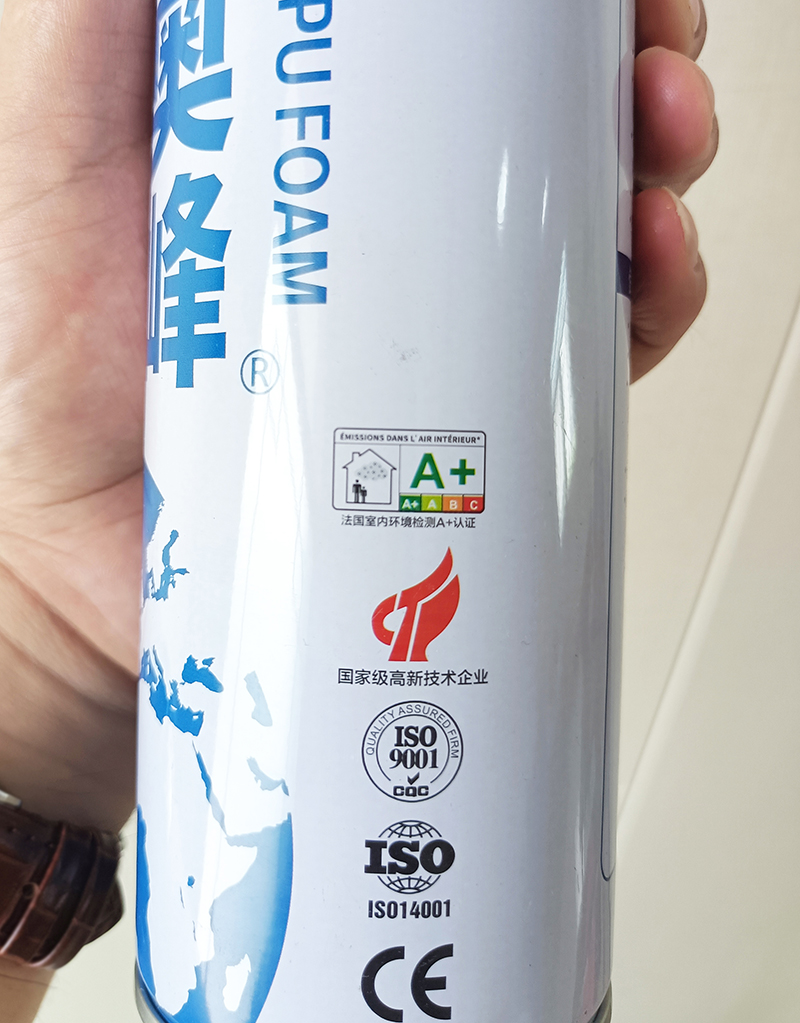 奥峰
®
PU FOAM
ÉMISSIONS DANS L'AIR INTÉRIEUR*
A+
A+ A B C
法国室内环境检测A+认证
国家级高新技术企业
QUALITY ASSURED FIRM
ISO
9001
CQC
ISO
ISO14001
CE